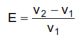 E = v₂ – v₁
v₁